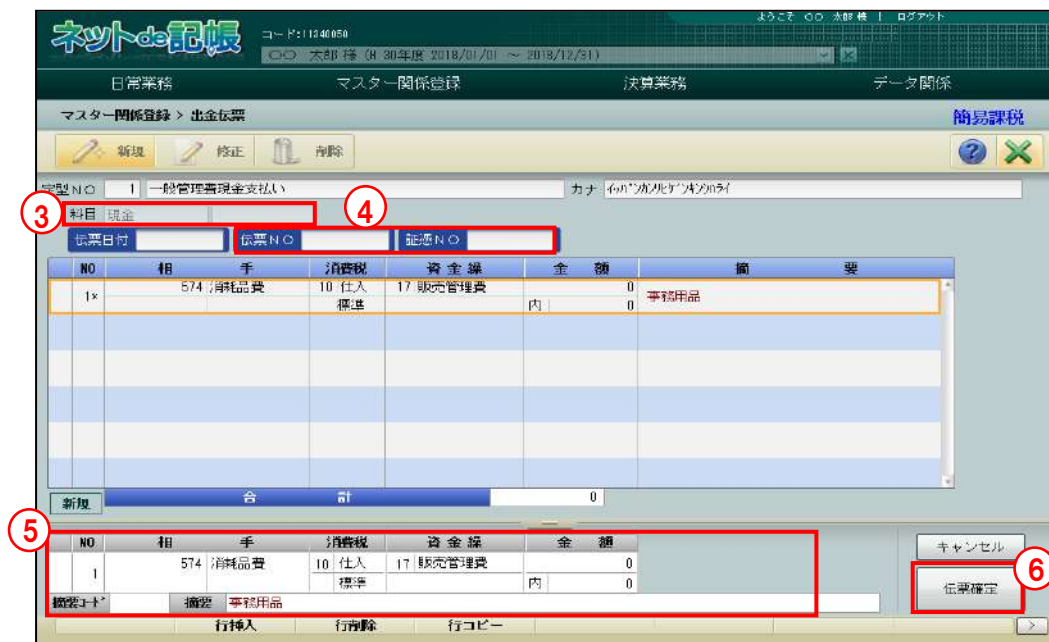 ようこそ ○○ 太郎 様 | ログアウト
ネットde記帳 コード:11340050
○○ 太郎 様 (H 30年度 2018/01/01 ~ 2018/12/31)
日常業務 マスター関係登録 決算業務 データ関係
マスター関係登録 > 出金伝票 簡易課税
新規 修正 削除
定型NO 1 一般管理費現金支払い カナ ｲｯﾊﾟﾝｶﾝﾘﾋｹﾞﾝｷﾝｼﾊﾗｲ
③ 科目 現金 ④
伝票日付 伝票NO 証憑NO
NO 相手 消費税 資金繰 金額 摘要
1× 574 消耗品費 10 仕入 17 販売管理費 0 事務用品
標準 内 0
新規 合計 0
⑤
NO 相手 消費税 資金繰 金額 キャンセル
1 574 消耗品費 10 仕入 17 販売管理費 0 ⑥
標準 内 0 伝票確定
摘要ｺｰﾄﾞ 摘要 事務用品
行挿入 行削除 行コピー